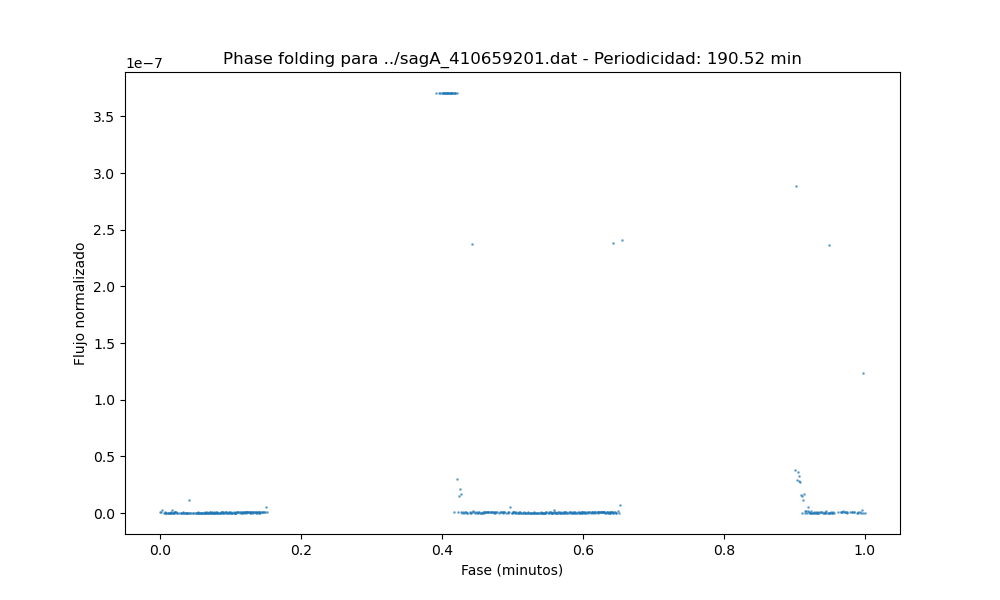 Phase folding para ../sagA_410659201.dat - Periodicidad: 190.52 min
1e−7
3.5
3.0
2.5
2.0
1.5
1.0
0.5
0.0
Flujo normalizado
0.0 0.2 0.4 0.6 0.8 1.0
Fase (minutos)